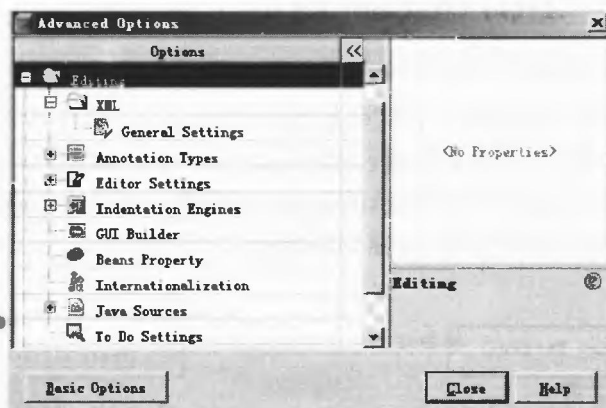 Advanced Options
Options
Editing
XML
General Settings
Annotation Types
Editor Settings
Indentation Engines
GUI Builder
Beans Property
Internationalization
Java Sources
To Do Settings
<No Properties>
Editing
Basic Options
Close
Help